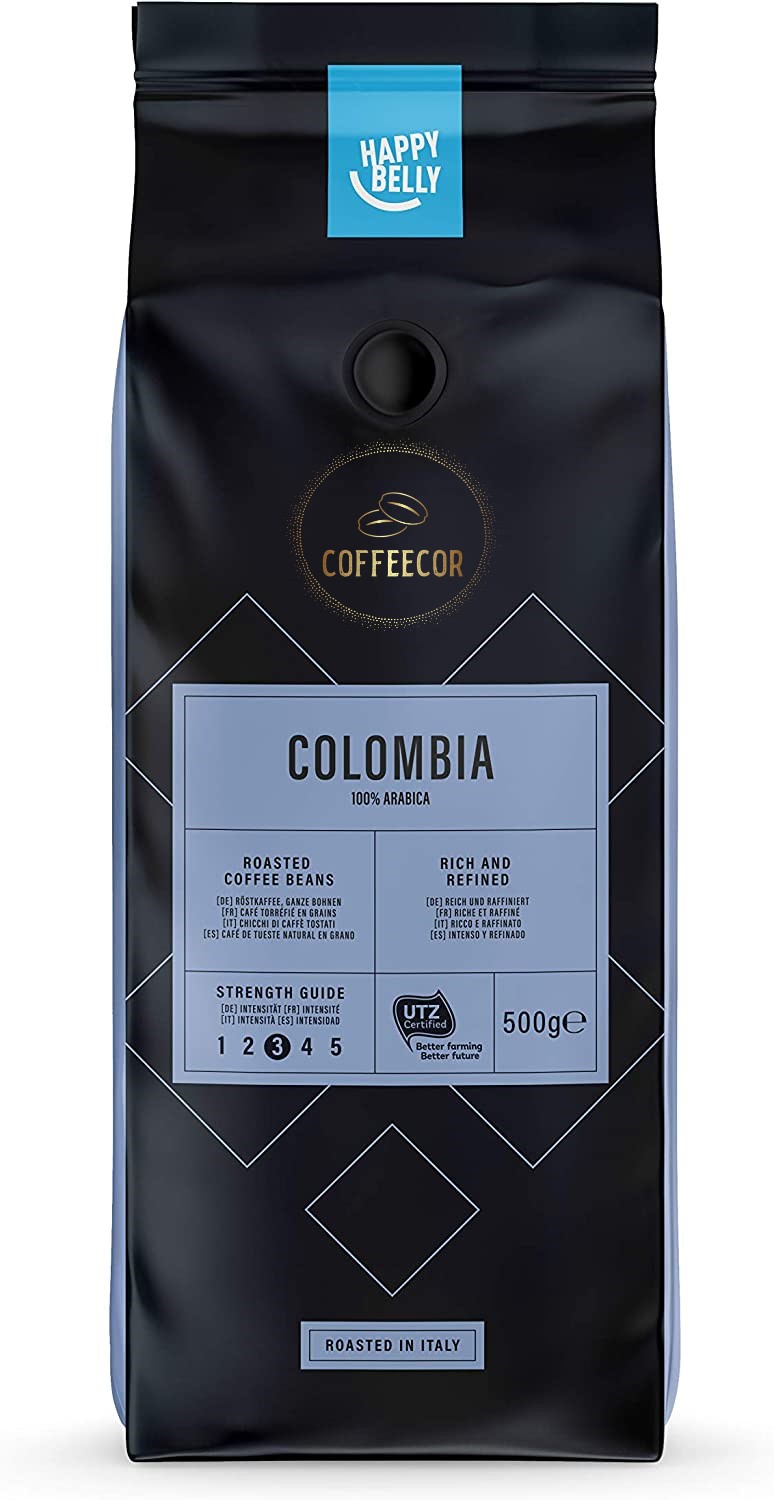 HAPPY
BELLY
COFFEECOR
COLOMBIA
100% ARABICA
ROASTED
COFFEE BEANS
[DE] RÖSTKAFFEE, GANZE BOHNEN
[FR] CAFÉ TORRÉFIÉ EN GRAINS
[IT] CHICCHI DI CAFFÈ TOSTATI
[ES] CAFÉ DE TUESTE NATURAL EN GRANO
RICH AND
REFINED
[DE] REICH UND RAFFINIERT
[FR] RICHE ET RAFFINÉ
[IT] RICCO E RAFFINATO
[ES] INTENSO Y REFINADO
STRENGTH GUIDE
[DE] INTENSITÄT [FR] INTENSITÉ
[IT] INTENSITÀ [ES] INTENSIDAD
1 2 3 4 5
UTZ
Certified
Better farming
Better future
500g℮
ROASTED IN ITALY